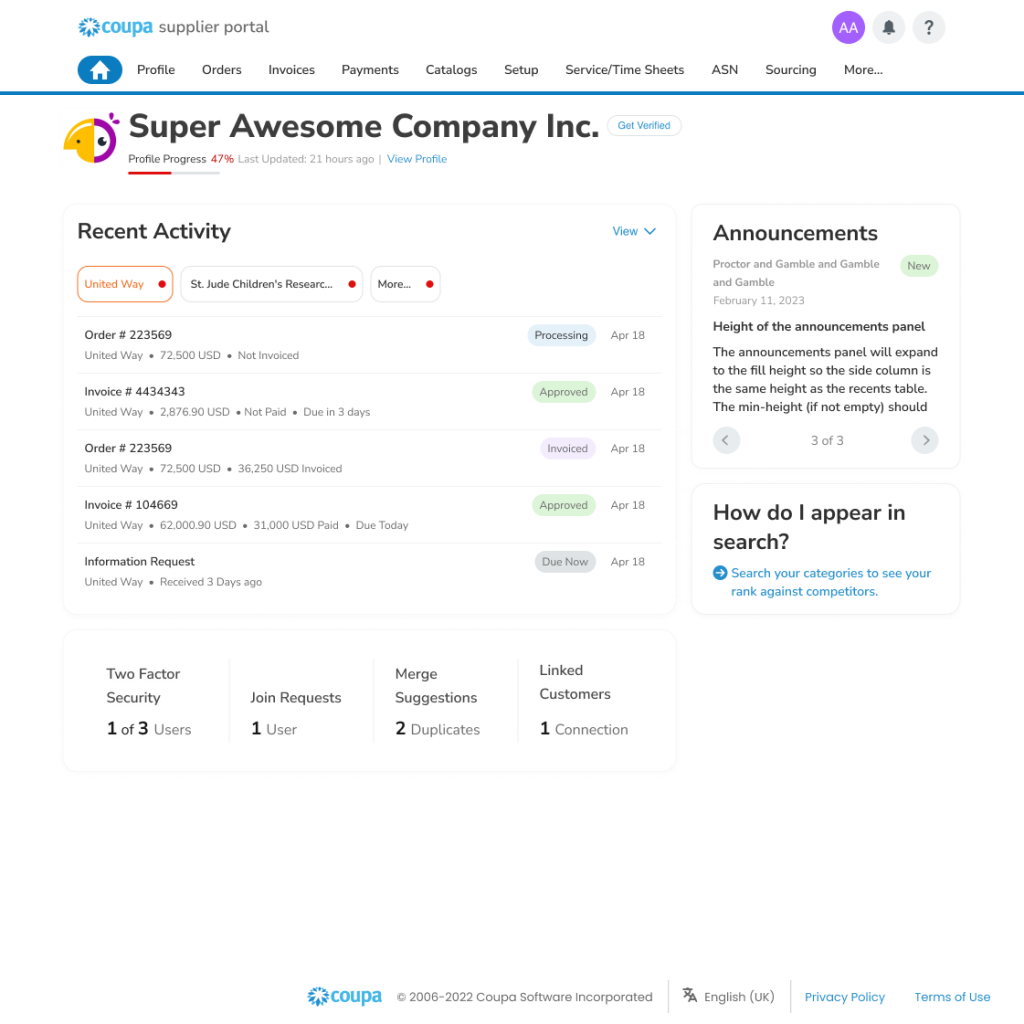 coupa supplier portal
AA
?
Profile Orders Invoices Payments Catalogs Setup Service/Time Sheets ASN Sourcing More...
Super Awesome Company Inc. Get Verified
Profile Progress 47% Last Updated: 21 hours ago | View Profile
Recent Activity
View
United Way
St. Jude Children's Researc...
More...
Order # 223569 Processing Apr 18
United Way • 72,500 USD • Not Invoiced
Invoice # 4434343 Approved Apr 18
United Way • 2,876.90 USD • Not Paid • Due in 3 days
Order # 223569 Invoiced Apr 18
United Way • 72,500 USD • 36,250 USD Invoiced
Invoice # 104669 Approved Apr 18
United Way • 62,000.90 USD • 31,000 USD Paid • Due Today
Information Request Due Now Apr 18
United Way • Received 3 Days ago
Announcements
Proctor and Gamble and Gamble
and Gamble
New
February 11, 2023
Height of the announcements panel
The announcements panel will expand
to the fill height so the side column is
the same height as the recents table.
The min-height (if not empty) should
3 of 3
How do I appear in
search?
Search your categories to see your
rank against competitors.
Two Factor
Security
1 of 3 Users
Join Requests
1 User
Merge
Suggestions
2 Duplicates
Linked
Customers
1 Connection
coupa © 2006-2022 Coupa Software Incorporated English (UK) Privacy Policy Terms of Use